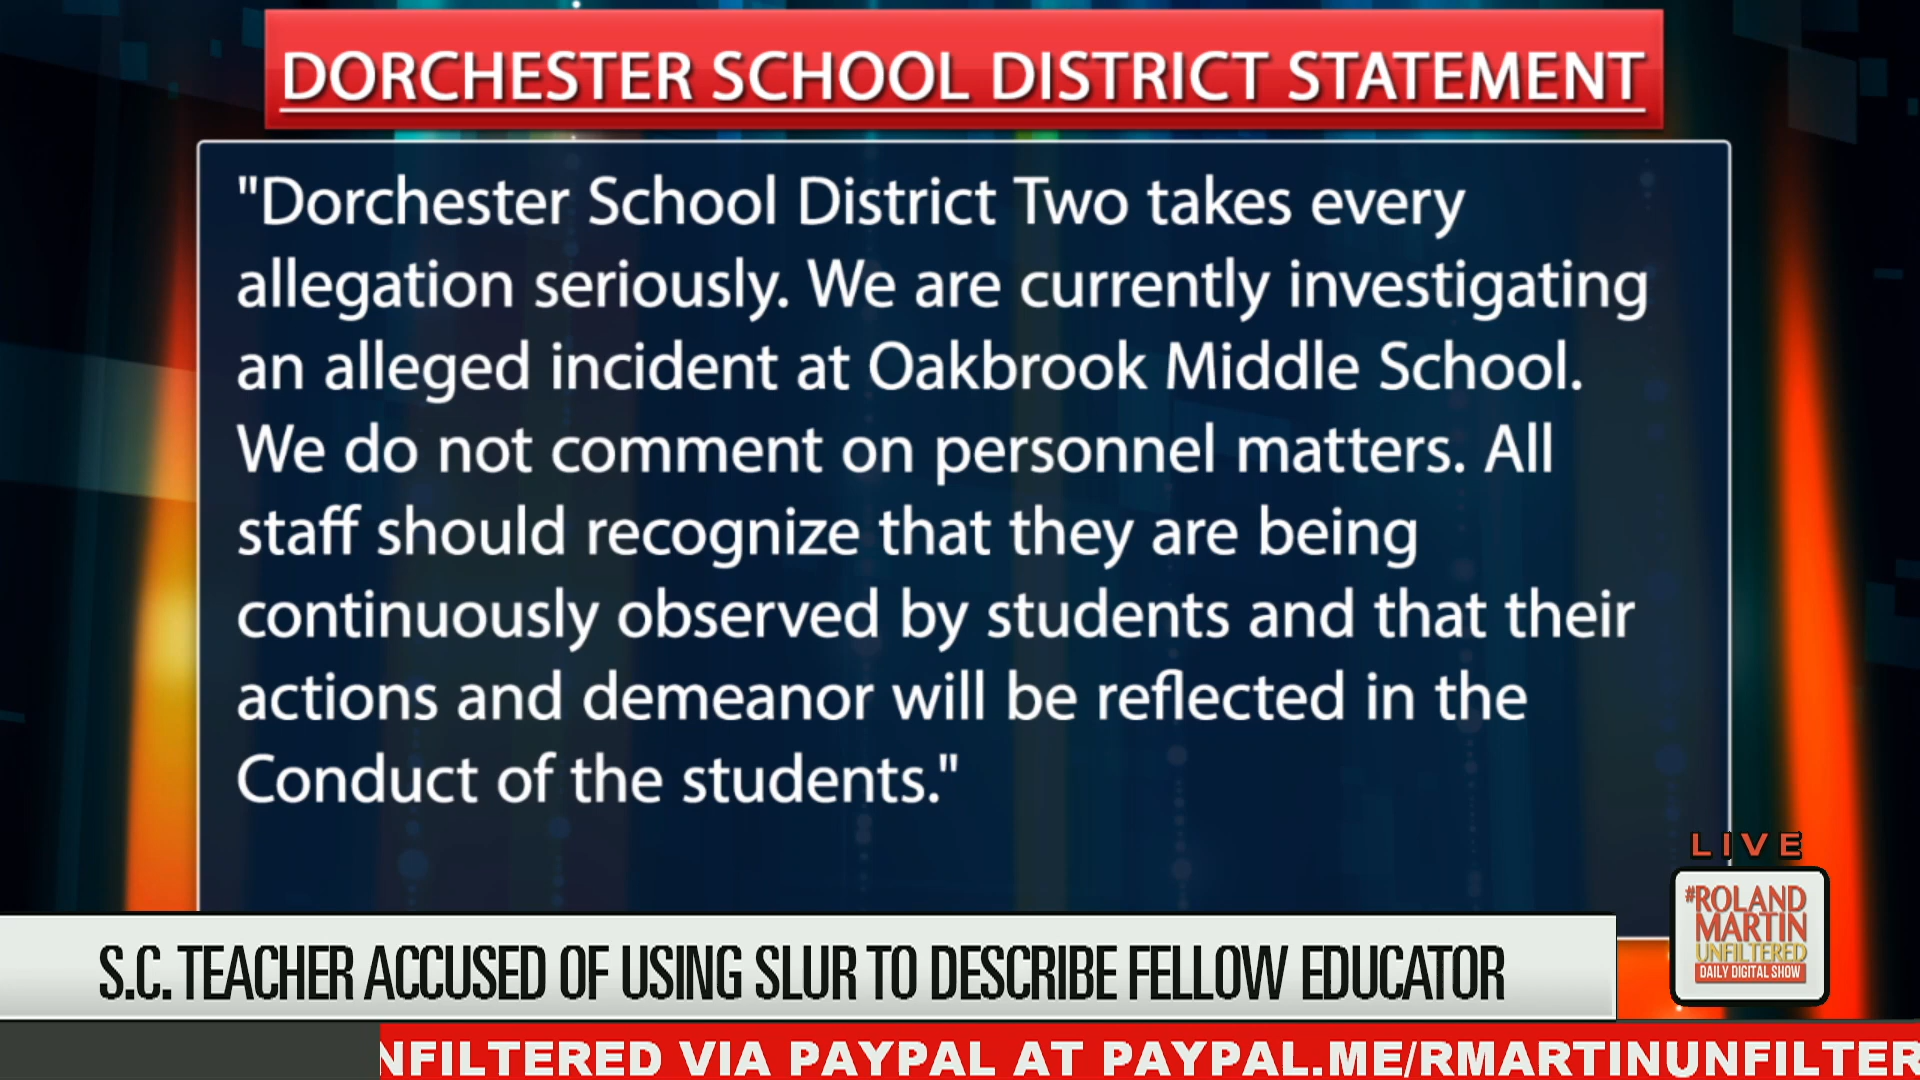 DORCHESTER SCHOOL DISTRICT STATEMENT
"Dorchester School District Two takes every
allegation seriously. We are currently investigating
an alleged incident at Oakbrook Middle School.
We do not comment on personnel matters. All
staff should recognize that they are being
continuously observed by students and that their
actions and demeanor will be reflected in the
Conduct of the students."
LIVE
#ROLAND
MARTIN
UNFILTERED
DAILY DIGITAL SHOW
S.C. TEACHER ACCUSED OF USING SLUR TO DESCRIBE FELLOW EDUCATOR
NFILTERED VIA PAYPAL AT PAYPAL.ME/RMARTINUNFILTER